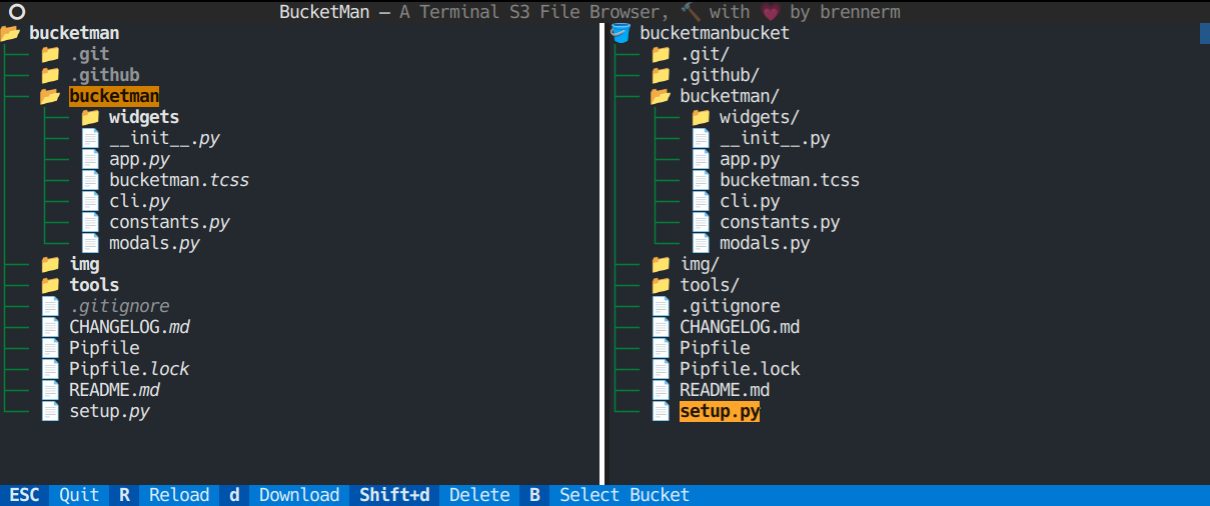 BucketMan — A Terminal S3 File Browser, 🔨 with 💗 by brennerm
bucketman
.git
.github
bucketman
widgets
__init__.py
app.py
bucketman.tcss
cli.py
constants.py
modals.py
img
tools
.gitignore
CHANGELOG.md
Pipfile
Pipfile.lock
README.md
setup.py
bucketmanbucket
.git/
.github/
bucketman/
widgets/
__init__.py
app.py
bucketman.tcss
cli.py
constants.py
modals.py
img/
tools/
.gitignore
CHANGELOG.md
Pipfile
Pipfile.lock
README.md
setup.py
ESC Quit R Reload d Download Shift+d Delete B Select Bucket